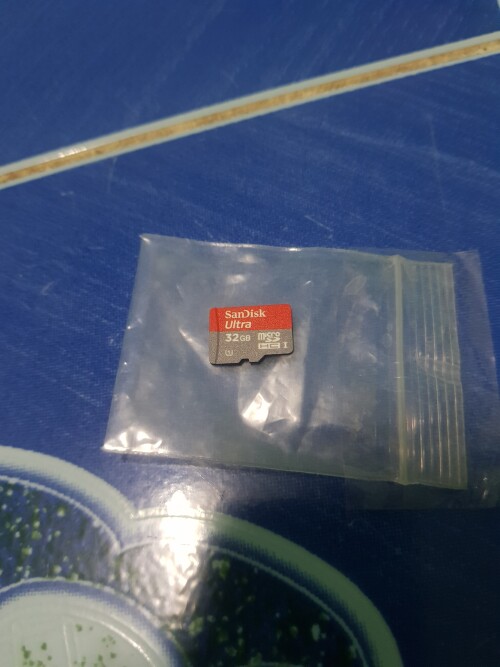 SanDisk
Ultra
32GB micro SD
HC I